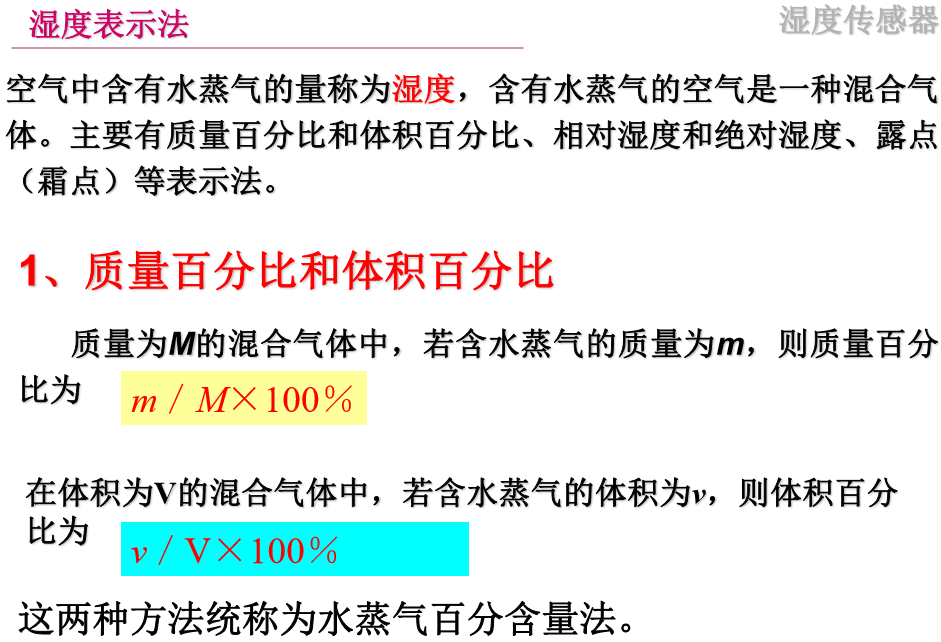 湿度表示法
湿度传感器
空气中含有水蒸气的量称为湿度，含有水蒸气的空气是一种混合气
体。主要有质量百分比和体积百分比、相对湿度和绝对湿度、露点
（霜点）等表示法。
1、质量百分比和体积百分比
质量为M的混合气体中，若含水蒸气的质量为m，则质量百分
比为
m／M×100％
在体积为V的混合气体中，若含水蒸气的体积为v，则体积百分
比为
v／V×100％
这两种方法统称为水蒸气百分含量法。